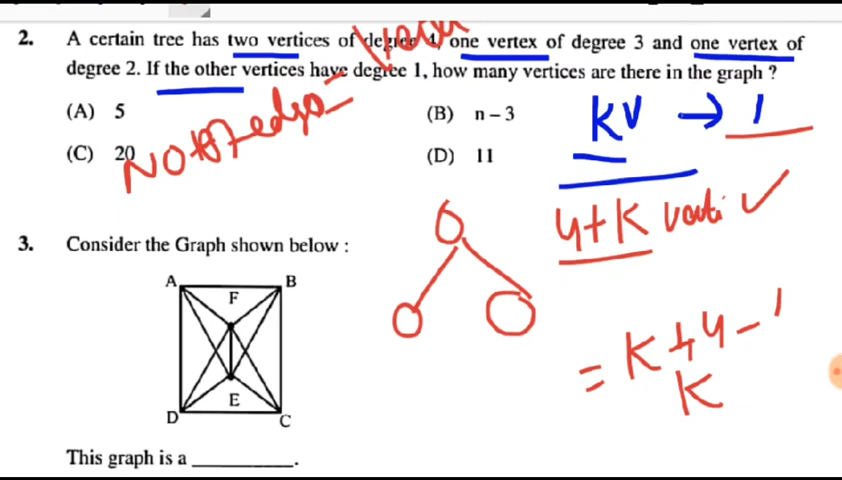 2. A certain tree has two vertices of degree 4, one vertex of degree 3 and one vertex of
degree 2. If the other vertices have degree 1, how many vertices are there in the graph ?
(A) 5
(B) n – 3
(C) 20
(D) 11
KV → 1
4+K
= K+4-1
K
3. Consider the Graph shown below :
A
B
F
E
D
C
This graph is a ____________.